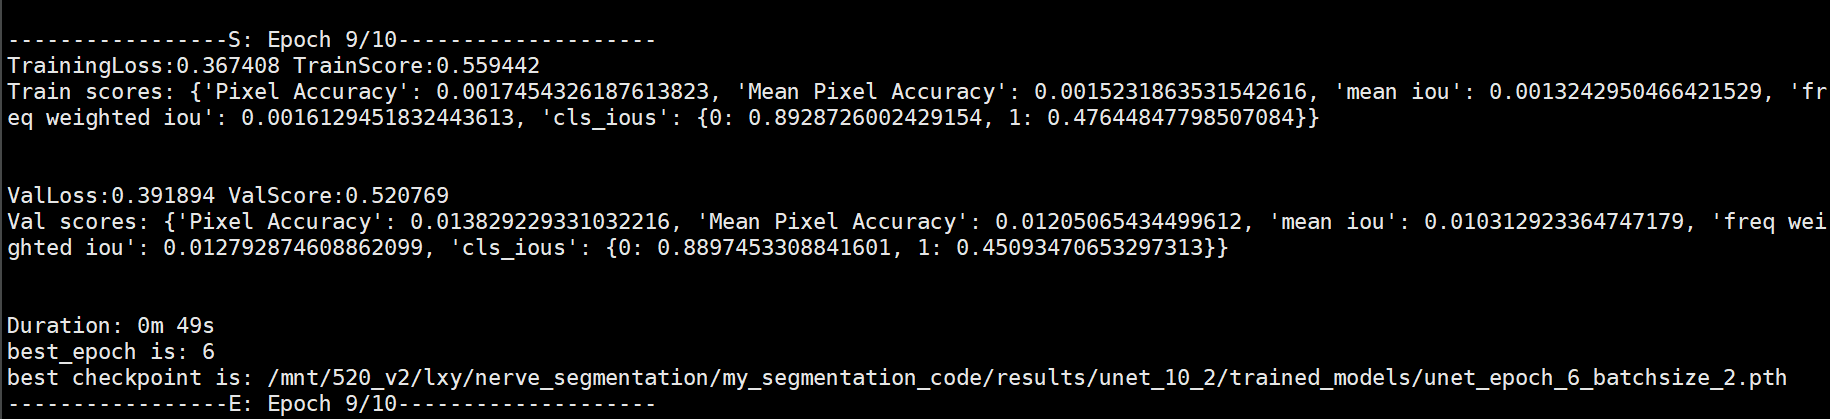 -----------------S: Epoch 9/10--------------------
TrainingLoss:0.367408 TrainScore:0.559442
Train scores: {'Pixel Accuracy': 0.0017454326187613823, 'Mean Pixel Accuracy': 0.0015231863531542616, 'mean iou': 0.0013242950466421529, 'fr
eq weighted iou': 0.0016129451832443613, 'cls_ious': {0: 0.8928726002429154, 1: 0.47644847798507084}}
ValLoss:0.391894 ValScore:0.520769
Val scores: {'Pixel Accuracy': 0.013829229331032216, 'Mean Pixel Accuracy': 0.01205065434499612, 'mean iou': 0.010312923364747179, 'freq wei
ghted iou': 0.012792874608862099, 'cls_ious': {0: 0.8897453308841601, 1: 0.45093470653297313}}
Duration: 0m 49s
best_epoch is: 6
best checkpoint is: /mnt/520_v2/lxy/nerve_segmentation/my_segmentation_code/results/unet_10_2/trained_models/unet_epoch_6_batchsize_2.pth
-----------------E: Epoch 9/10--------------------